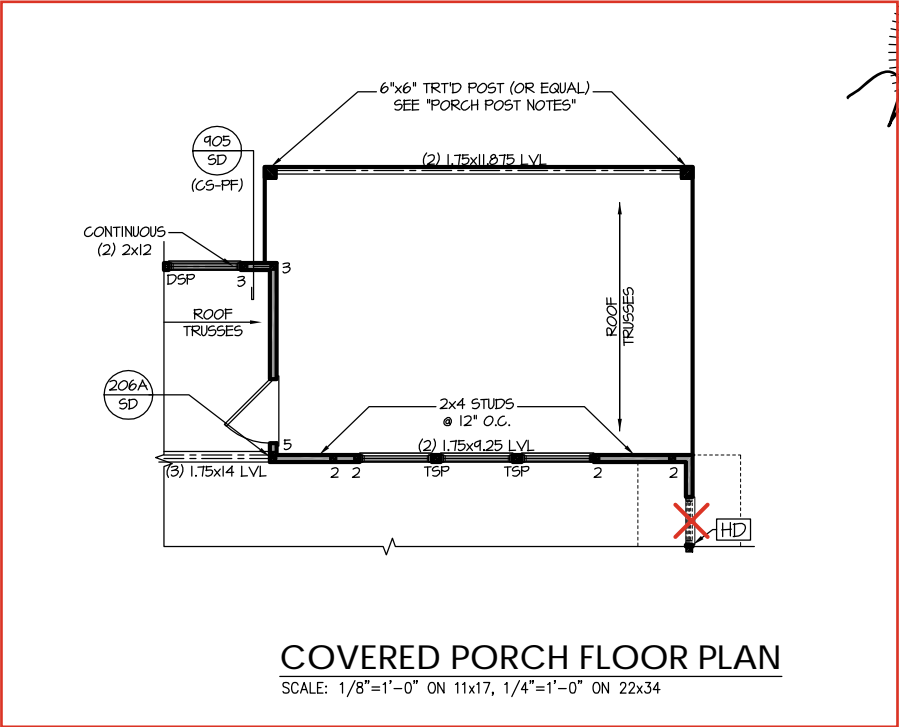 6"x6" TRT'D POST (OR EQUAL)
SEE "PORCH POST NOTES"
905
SD
(CS-PF)
(2) 1.75x11.875 LVL
CONTINUOUS
(2) 2x12
DSP
3
3
ROOF
TRUSSES
ROOF
TRUSSES
206A
SD
2x4 STUDS
@ 12" O.C.
5
(2) 1.75x9.25 LVL
(3) 1.75x14 LVL
2 2
TSP
TSP
2
2
HD
COVERED PORCH FLOOR PLAN
SCALE: 1/8"=1'-0" ON 11x17, 1/4"=1'-0" ON 22x34